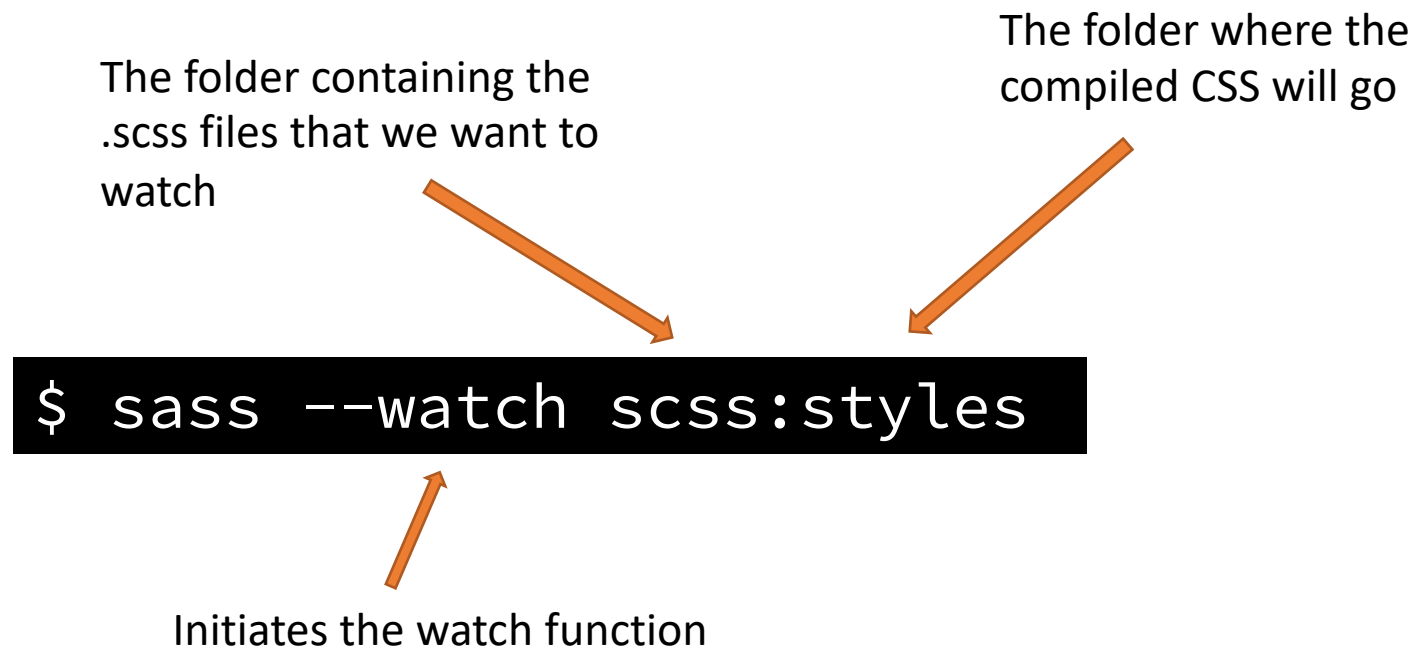 The folder containing the
.scss files that we want to
watch
The folder where the
compiled CSS will go
$ sass --watch scss:styles
Initiates the watch function